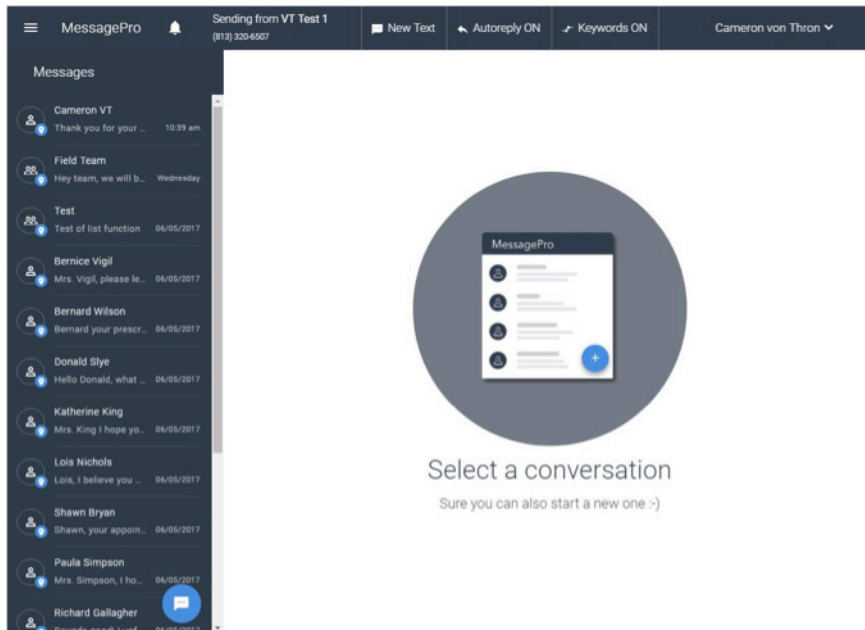 MessagePro
Sending from VT Test 1
(813) 320-6507
New Text
Autoreply ON
Keywords ON
Cameron von Thron
Messages
Cameron VT
Thank you for your ... 10:39 am
Field Team
Hey team, we will b... Wednesday
Test
Test of list function 06/05/2017
Bernice Vigil
Mrs. Vigil, please le... 06/05/2017
Bernard Wilson
Bernard your prescr... 06/05/2017
Donald Slye
Hello Donald, what ... 06/05/2017
Katherine King
Mrs. King I hope yo... 06/05/2017
Lois Nichols
Lois, I believe you ... 06/05/2017
Shawn Bryan
Shawn, your appoin... 06/05/2017
Paula Simpson
Mrs. Simpson, I ho... 06/05/2017
Richard Gallagher
MessagePro
Select a conversation
Sure you can also start a new one :-)